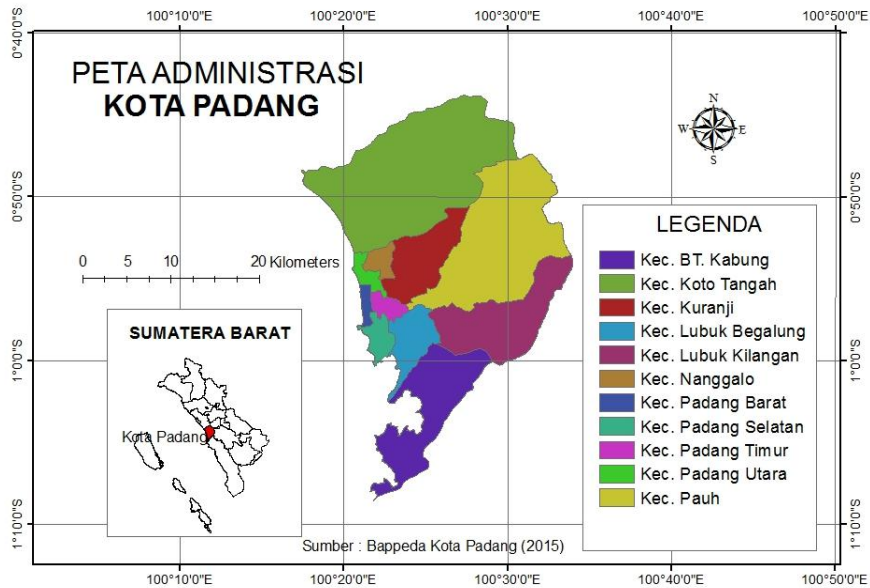 100°10'0"E 100°20'0"E 100°30'0"E 100°40'0"E 100°50'0"E
0°40'0"S
0°40'0"S
PETA ADMINISTRASI
KOTA PADANG
N
W E
S
0°50'0"S
0°50'0"S
LEGENDA
Kec. BT. Kabung
Kec. Koto Tangah
Kec. Kuranji
Kec. Lubuk Begalung
Kec. Lubuk Kilangan
Kec. Nanggalo
Kec. Padang Barat
Kec. Padang Selatan
Kec. Padang Timur
Kec. Padang Utara
Kec. Pauh
0 5 10 20 Kilometers
SUMATERA BARAT
Kota Padang
1°00'0"S
1°00'0"S
1°10'0"S
1°10'0"S
Sumber : Bappeda Kota Padang (2015)
100°10'0"E 100°20'0"E 100°30'0"E 100°40'0"E 100°50'0"E